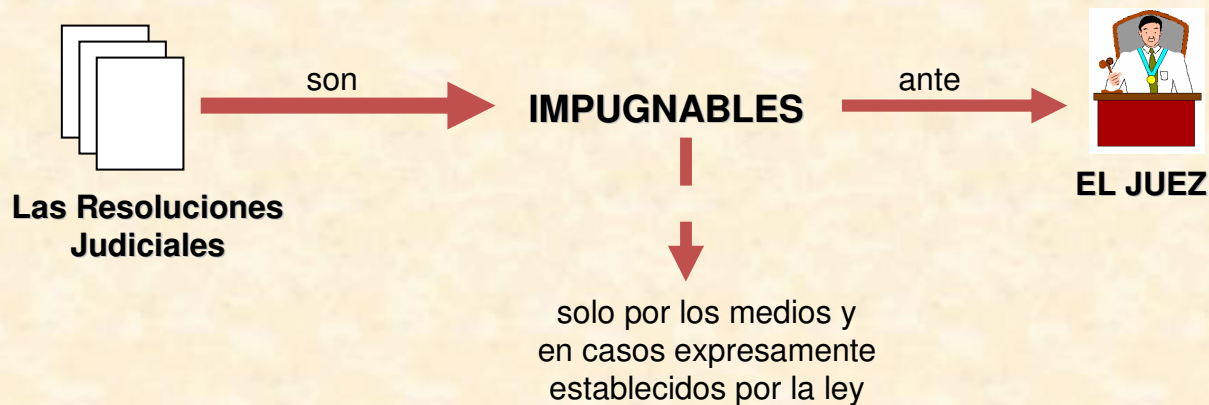 son
ante
IMPUGNABLES
EL JUEZ
Las Resoluciones
Judiciales
solo por los medios y
en casos expresamente
establecidos por la ley